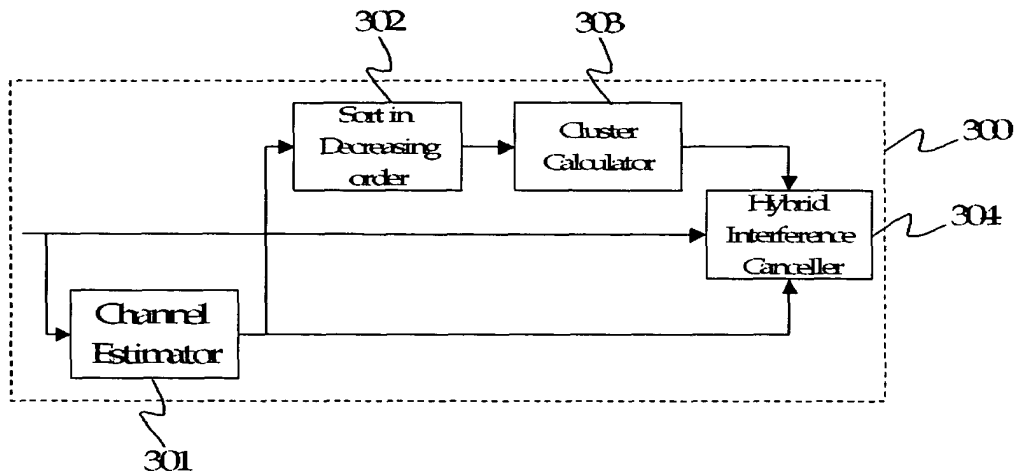 302
303
Sort in
Decreasing
order
Cluster
Calculator
300
Hybrid
Interference
Canceller
304
Channel
Estimator
301